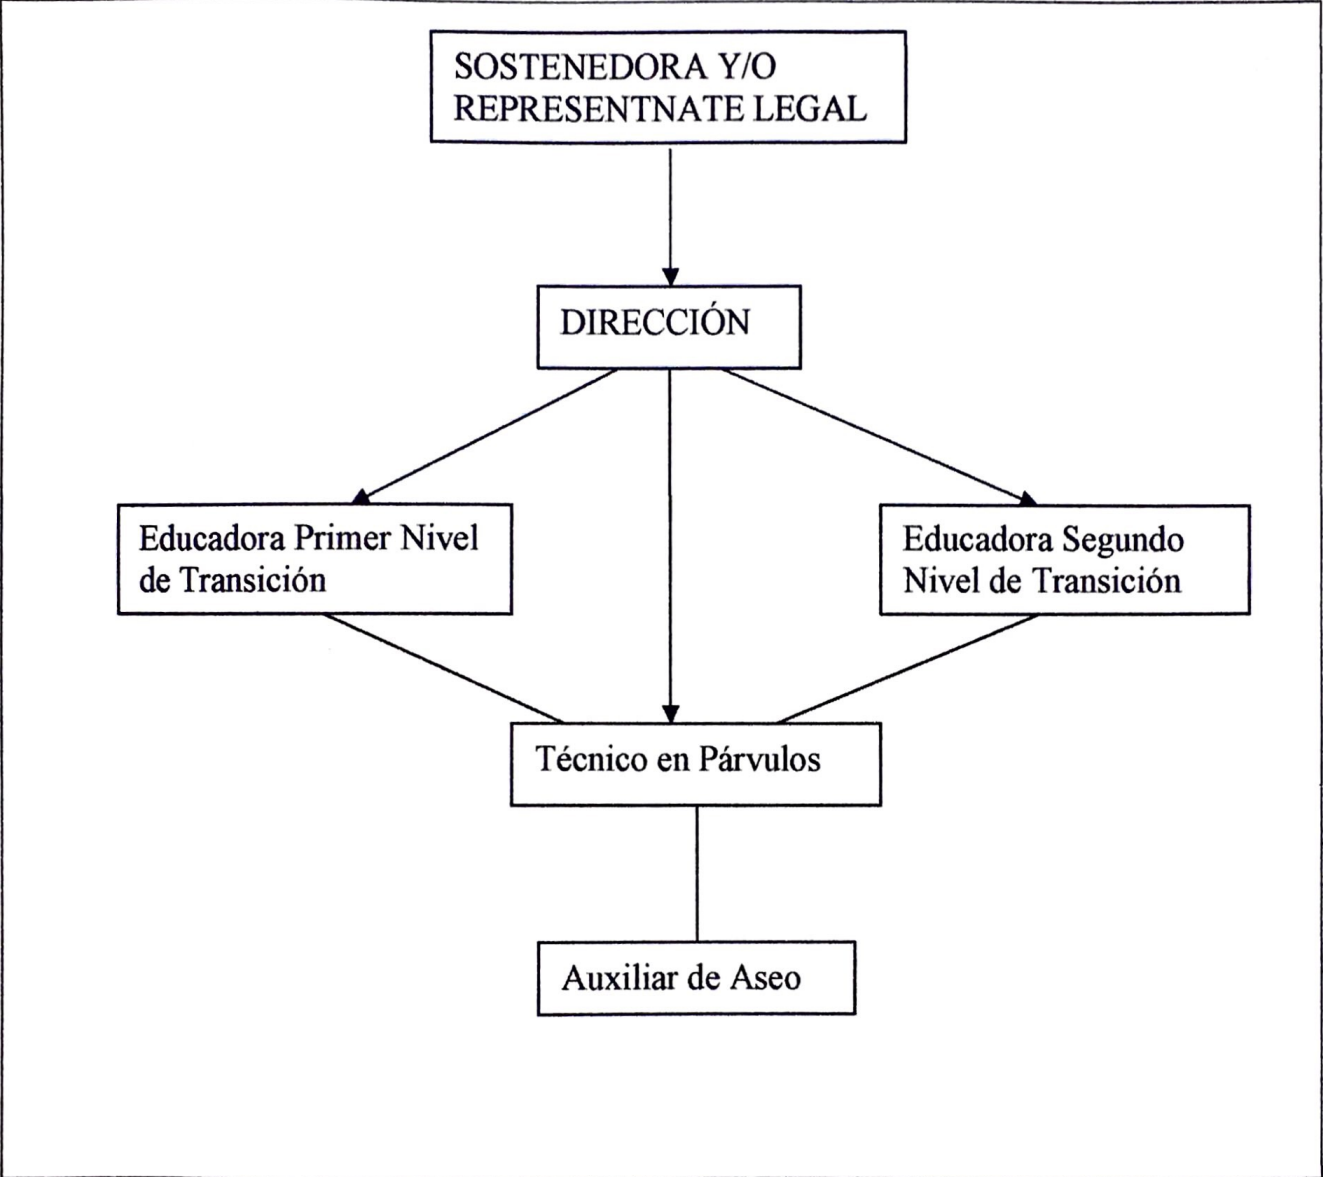 SOSTENEDORA Y/O
REPRESENTNATE LEGAL
DIRECCIÓN
Educadora Primer Nivel
de Transición
Educadora Segundo
Nivel de Transición
Técnico en Párvulos
Auxiliar de Aseo